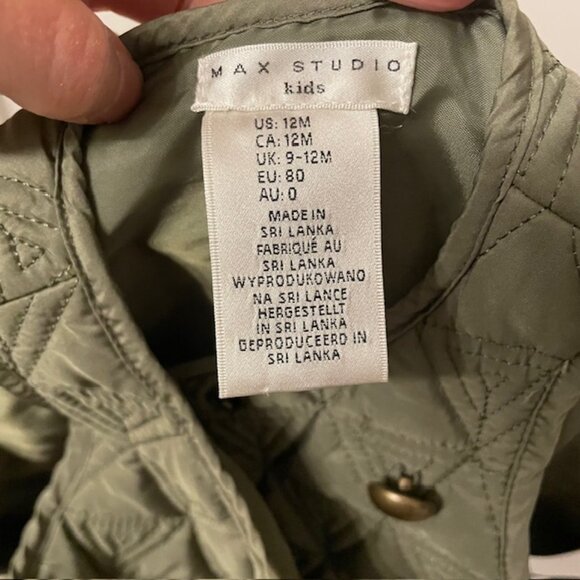 MAX STUDIO
kids
US: 12M
CA: 12M
UK: 9-12M
EU: 80
AU: 0
MADE IN
SRI LANKA
FABRIQUÉ AU
SRI LANKA
WYPRODUKOWANO
NA SRI LANCE
HERGESTELLT
IN SRI LANKA
GEPRODUCEERD IN
SRI LANKA